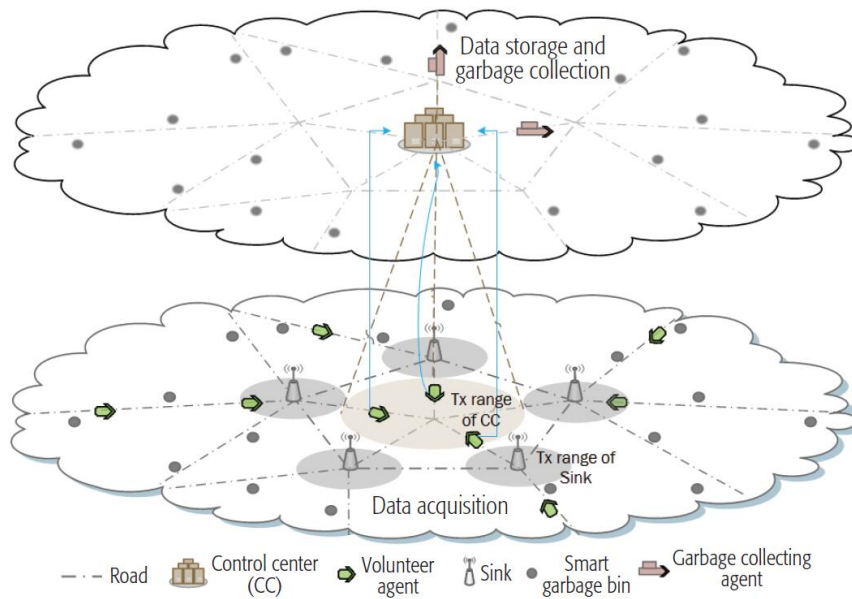 Data storage and
garbage collection
Tx range
of CC
Tx range of
Sink
Data acquisition
Road
Control center
(CC)
Volunteer
agent
Sink
Smart
garbage bin
Garbage collecting
agent